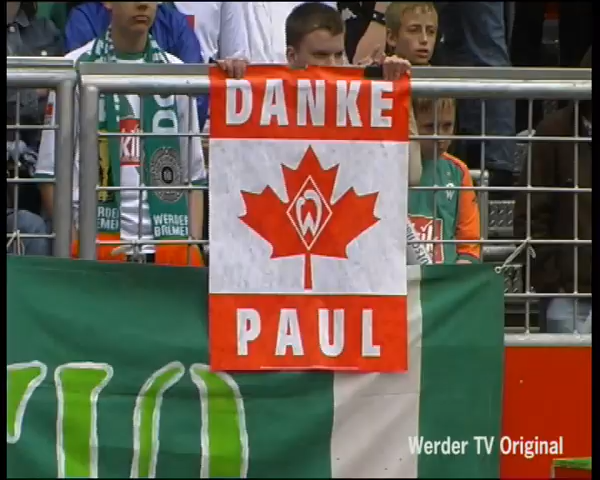 DANKE
W
PAUL
WERDER
BREMEN
Werder TV Original